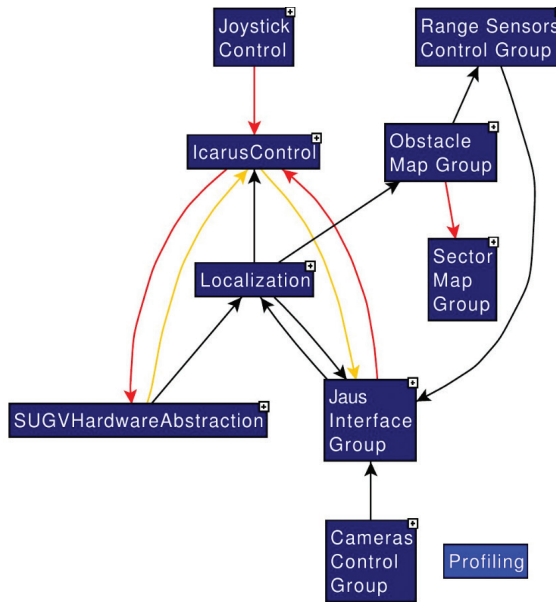 Joystick
Control
Range Sensors
Control Group
IcarusControl
Obstacle
Map Group
Localization
Sector
Map
Group
SUGVHardwareAbstraction
Jaus
Interface
Group
Cameras
Control
Group
Profiling